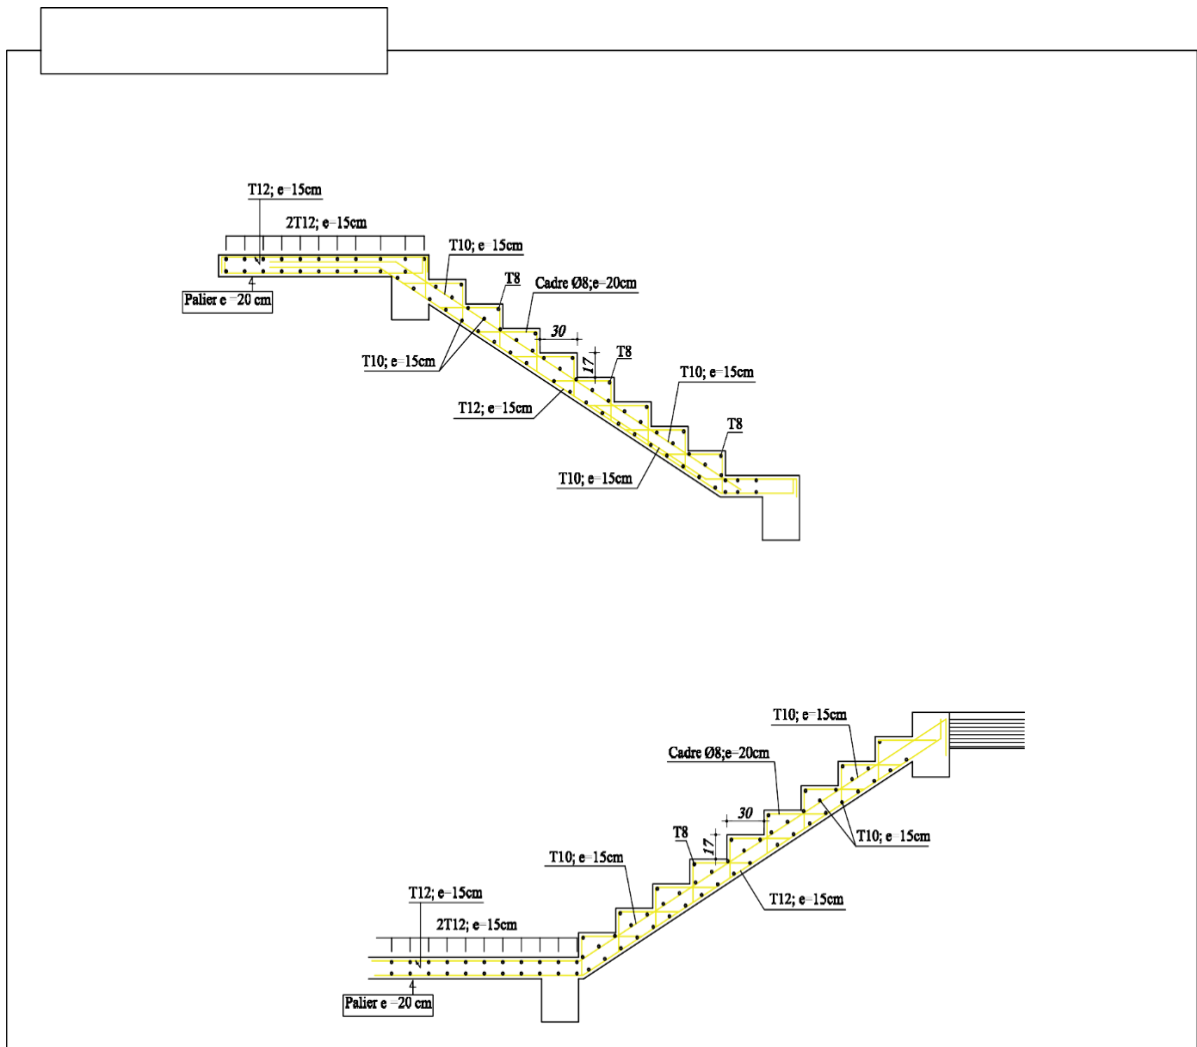 T12; e=15cm
2T12; e=15cm
T10; e=15cm
T8
Cadre Ø8;e=20cm
Palier e =20 cm
30
17
T10; e=15cm
T8
T10; e=15cm
T12; e=15cm
T8
T10; e=15cm
T10; e=15cm
Cadre Ø8;e=20cm
30
T8
17
T10; e=15cm
T10; e=15cm
T12; e=15cm
T12; e=15cm
2T12; e=15cm
Palier e =20 cm